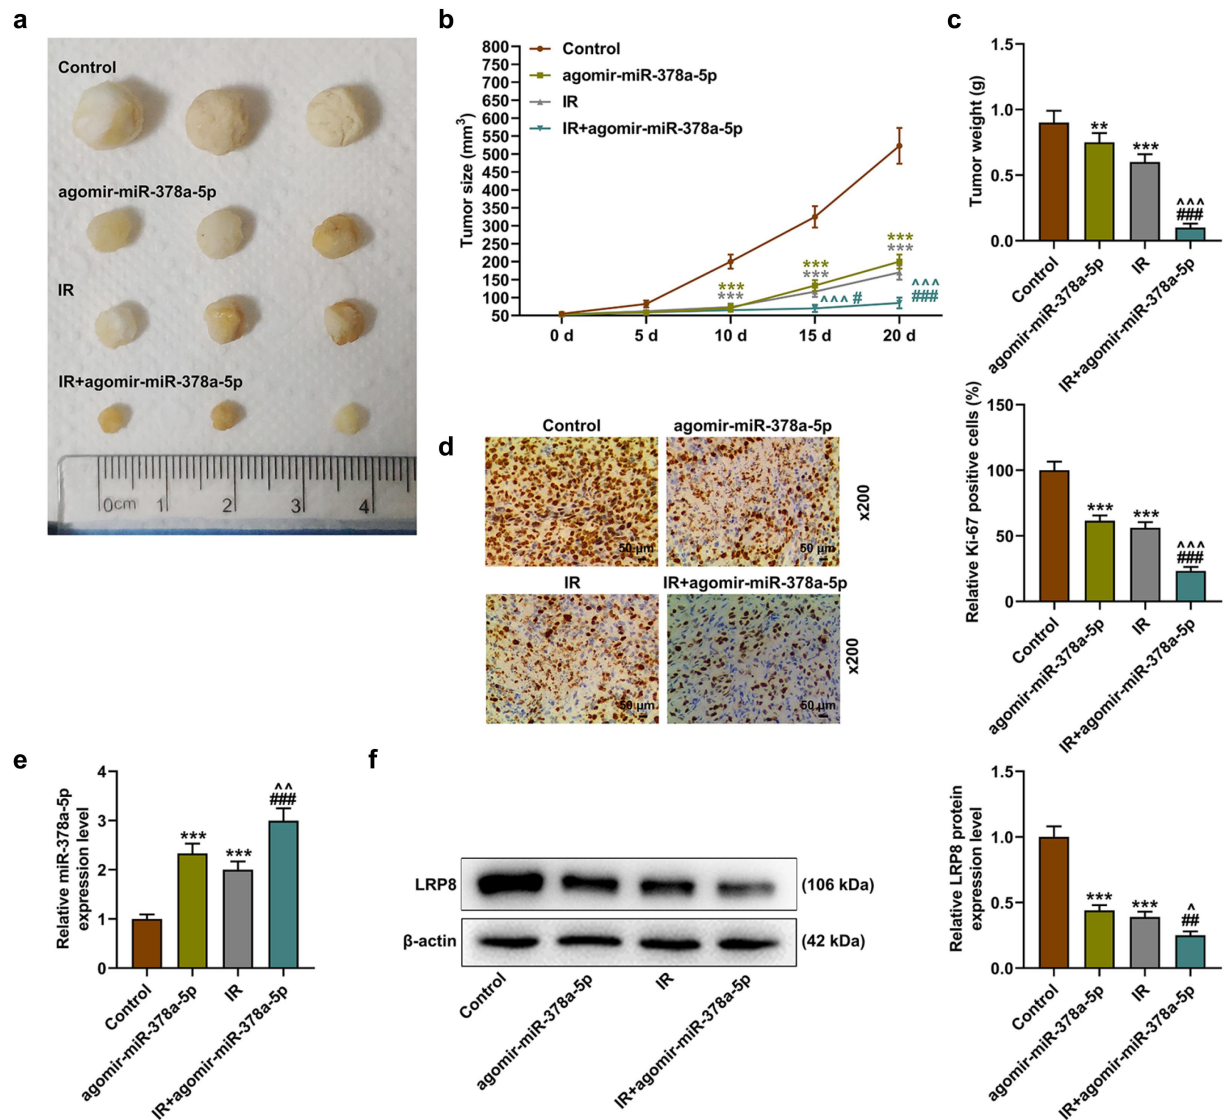 a
Control
agomir-miR-378a-5p
IR
IR+agomir-miR-378a-5p
0cm 1 2 3 4
b
Tumor size (mm3)
800
750
700
650
600
550
500
450
400
350
300
250
200
150
100
50
0 d 5 d 10 d 15 d 20 d
Control
agomir-miR-378a-5p
IR
IR+agomir-miR-378a-5p
***
***
***
***
^^^ #
***
***
^^^
###
c
Tumor weight (g)
1.5
1.0
0.5
0.0
**
***
^^^
###
Control
agomir-miR-378a-5p
IR
IR+agomir-miR-378a-5p
d
Control
agomir-miR-378a-5p
50 μm
50 μm
x200
IR
IR+agomir-miR-378a-5p
50 μm
50 μm
x200
Relative Ki-67 positive cells (%)
150
100
50
0
***
***
^^^
###
Control
agomir-miR-378a-5p
IR
IR+agomir-miR-378a-5p
e
Relative miR-378a-5p
expression level
4
3
2
1
0
***
***
^^
###
Control
agomir-miR-378a-5p
IR
IR+agomir-miR-378a-5p
f
LRP8
(106 kDa)
β-actin
(42 kDa)
Control
agomir-miR-378a-5p
IR
IR+agomir-miR-378a-5p
Relative LRP8 protein
expression level
1.5
1.0
0.5
0.0
***
***
^
##
Control
agomir-miR-378a-5p
IR
IR+agomir-miR-378a-5p